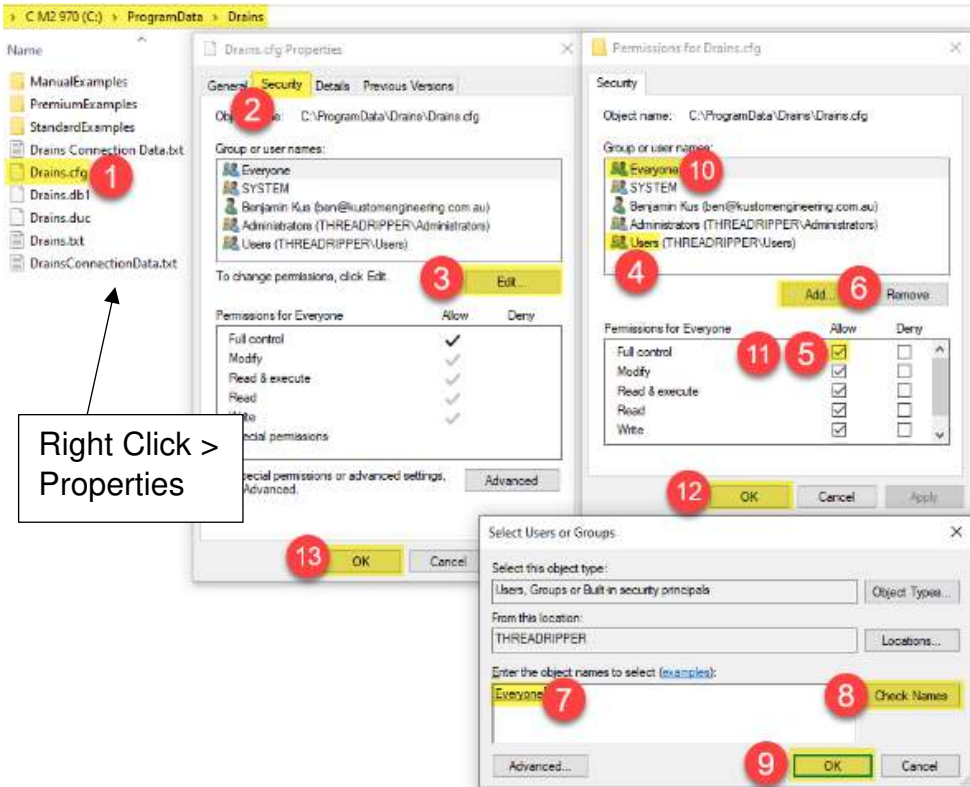 > C M2 970 (C:) > ProgramData > Drains
Name
ManualExamples
PremiumExamples
StandardExamples
Drains Connection Data.txt
Drains.cfg 1
Drains.db1
Drains.duc
Drains.txt
DrainsConnectionData.txt
Right Click >
Properties
Drains.cfg Properties
General Security Details Previous Versions
2
C:\ProgramData\Drains\Drains.cfg
Group or user names:
Everyone
SYSTEM
Benjamin Kus (ben@kustomengineering.com.au)
Administrators (THREADRIPPER\Administrators)
Users (THREADRIPPER\Users)
To change permissions, click Edit. 3 Edit...
Permissions for Everyone Allow Deny
Full control
Modify
Read & execute
Read
permissions
permissions or advanced settings, Advanced
Advanced.
13 OK Cancel
Permissions for Drains.cfg
Security
Object name: C:\ProgramData\Drains\Drains.cfg
Group or user names:
Everyone 10
SYSTEM
Benjamin Kus (ben@kustomengineering.com.au)
Administrators (THREADRIPPER\Administrators)
Users (THREADRIPPER\Users)
4
Add... 6 Remove
Permissions for Everyone Allow Deny
Full control 11 5
Modify
Read & execute
Read
Write
12 OK Cancel Apply
Select Users or Groups
Select this object type:
Users, Groups or Built-in security principals Object Types...
From this location:
THREADRIPPER Locations...
Enter the object names to select (examples):
Everyone 7 8 Check Names
Advanced... 9 OK Cancel